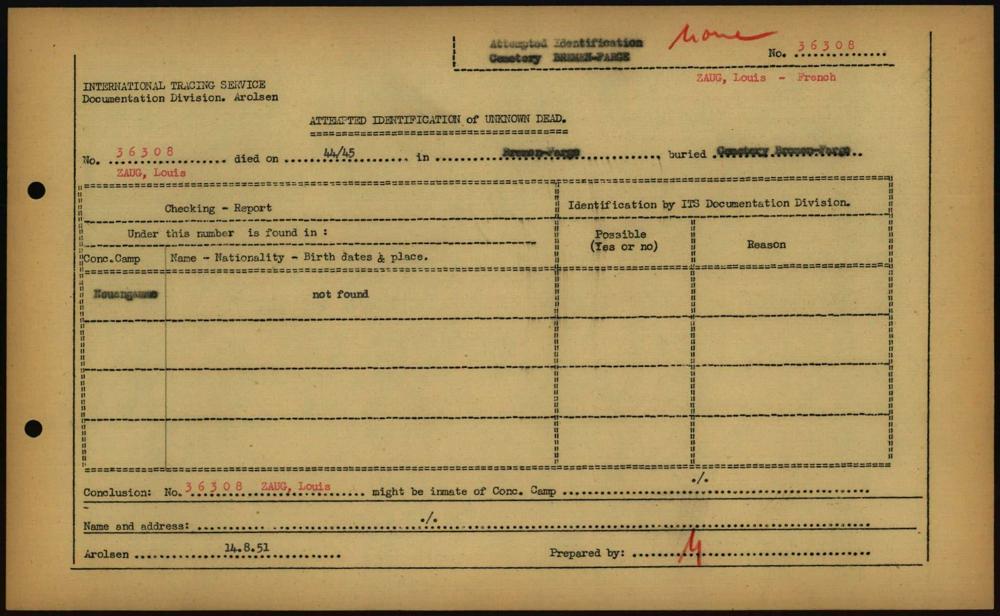 Attempted Identification
Cemetery BREMEN-FARGE
None
No. 36308
ZAUG, Louis - French
INTERNATIONAL TRACING SERVICE
Documentation Division. Arolsen
ATTEMPTED IDENTIFICATION of UNKNOWN DEAD.
No. 36308 died on 44/45 in Bremen-Farge, buried Cemetery Bremen-Farge
ZAUG, Louis
Checking - Report
Identification by ITS Documentation Division.
Under this number is found in :
Possible
(Yes or no)
Reason
Conc.Camp
Name - Nationality - Birth dates & place.
not found
Conclusion: No. 36308 ZAUG, Louis might be inmate of Conc. Camp ./.
Name and address: ./.
Arolsen 14.8.51 Prepared by: